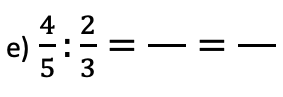 e) 4/5 : 2/3 = — = —